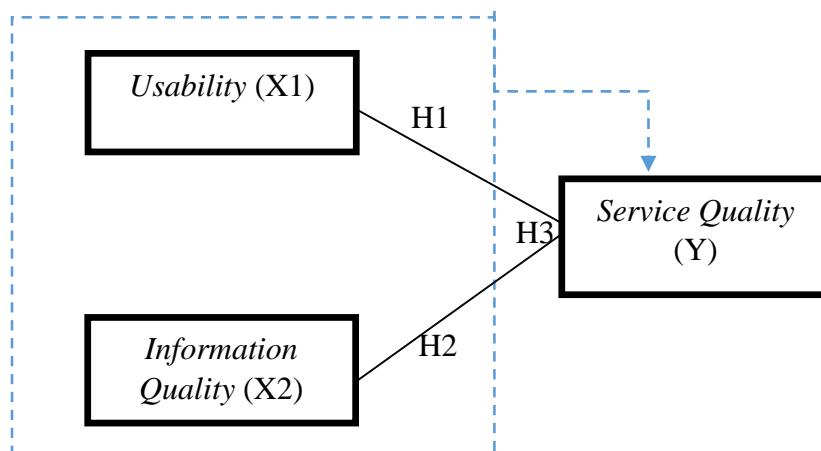 Usability (X1)
H1
Service Quality
(Y)
H3
H2
Information
Quality (X2)